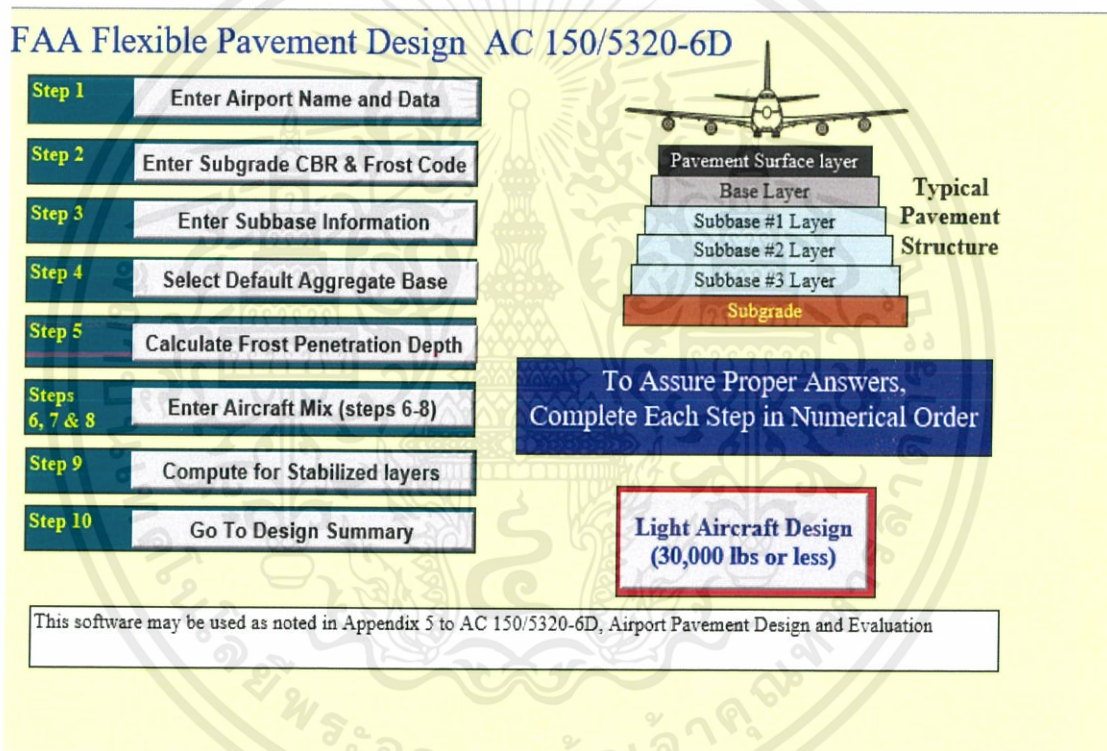 FAA Flexible Pavement Design AC 150/5320-6D
Step 1
Enter Airport Name and Data
Step 2
Enter Subgrade CBR & Frost Code
Step 3
Enter Subbase Information
Step 4
Select Default Aggregate Base
Step 5
Calculate Frost Penetration Depth
Steps
6, 7 & 8
Enter Aircraft Mix (steps 6-8)
Step 9
Compute for Stabilized layers
Step 10
Go To Design Summary
Pavement Surface layer
Base Layer
Subbase #1 Layer
Subbase #2 Layer
Subbase #3 Layer
Subgrade
Typical
Pavement
Structure
To Assure Proper Answers,
Complete Each Step in Numerical Order
Light Aircraft Design
(30,000 lbs or less)
This software may be used as noted in Appendix 5 to AC 150/5320-6D, Airport Pavement Design and Evaluation